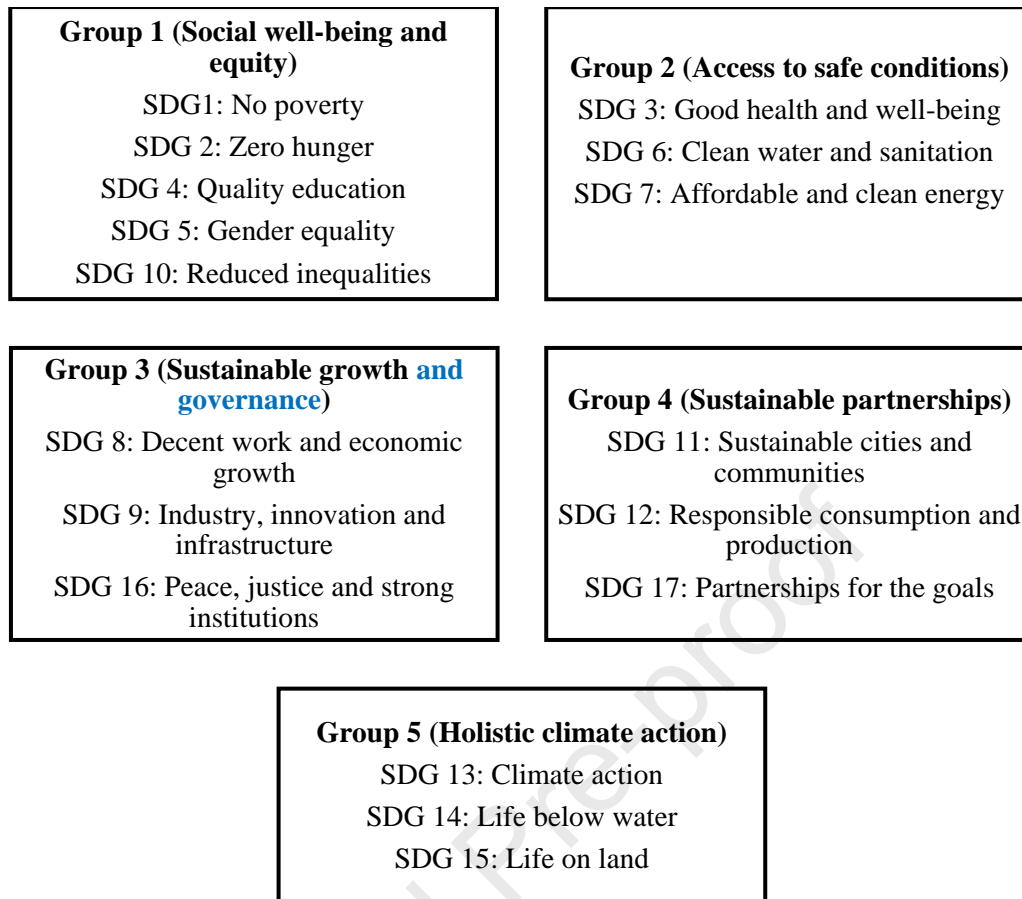 Group 1 (Social well-being and
equity)
SDG1: No poverty
SDG 2: Zero hunger
SDG 4: Quality education
SDG 5: Gender equality
SDG 10: Reduced inequalities
Group 2 (Access to safe conditions)
SDG 3: Good health and well-being
SDG 6: Clean water and sanitation
SDG 7: Affordable and clean energy
Group 3 (Sustainable growth and
governance)
SDG 8: Decent work and economic
growth
SDG 9: Industry, innovation and
infrastructure
SDG 16: Peace, justice and strong
institutions
Group 4 (Sustainable partnerships)
SDG 11: Sustainable cities and
communities
SDG 12: Responsible consumption and
production
SDG 17: Partnerships for the goals
Group 5 (Holistic climate action)
SDG 13: Climate action
SDG 14: Life below water
SDG 15: Life on land
Pre-proof